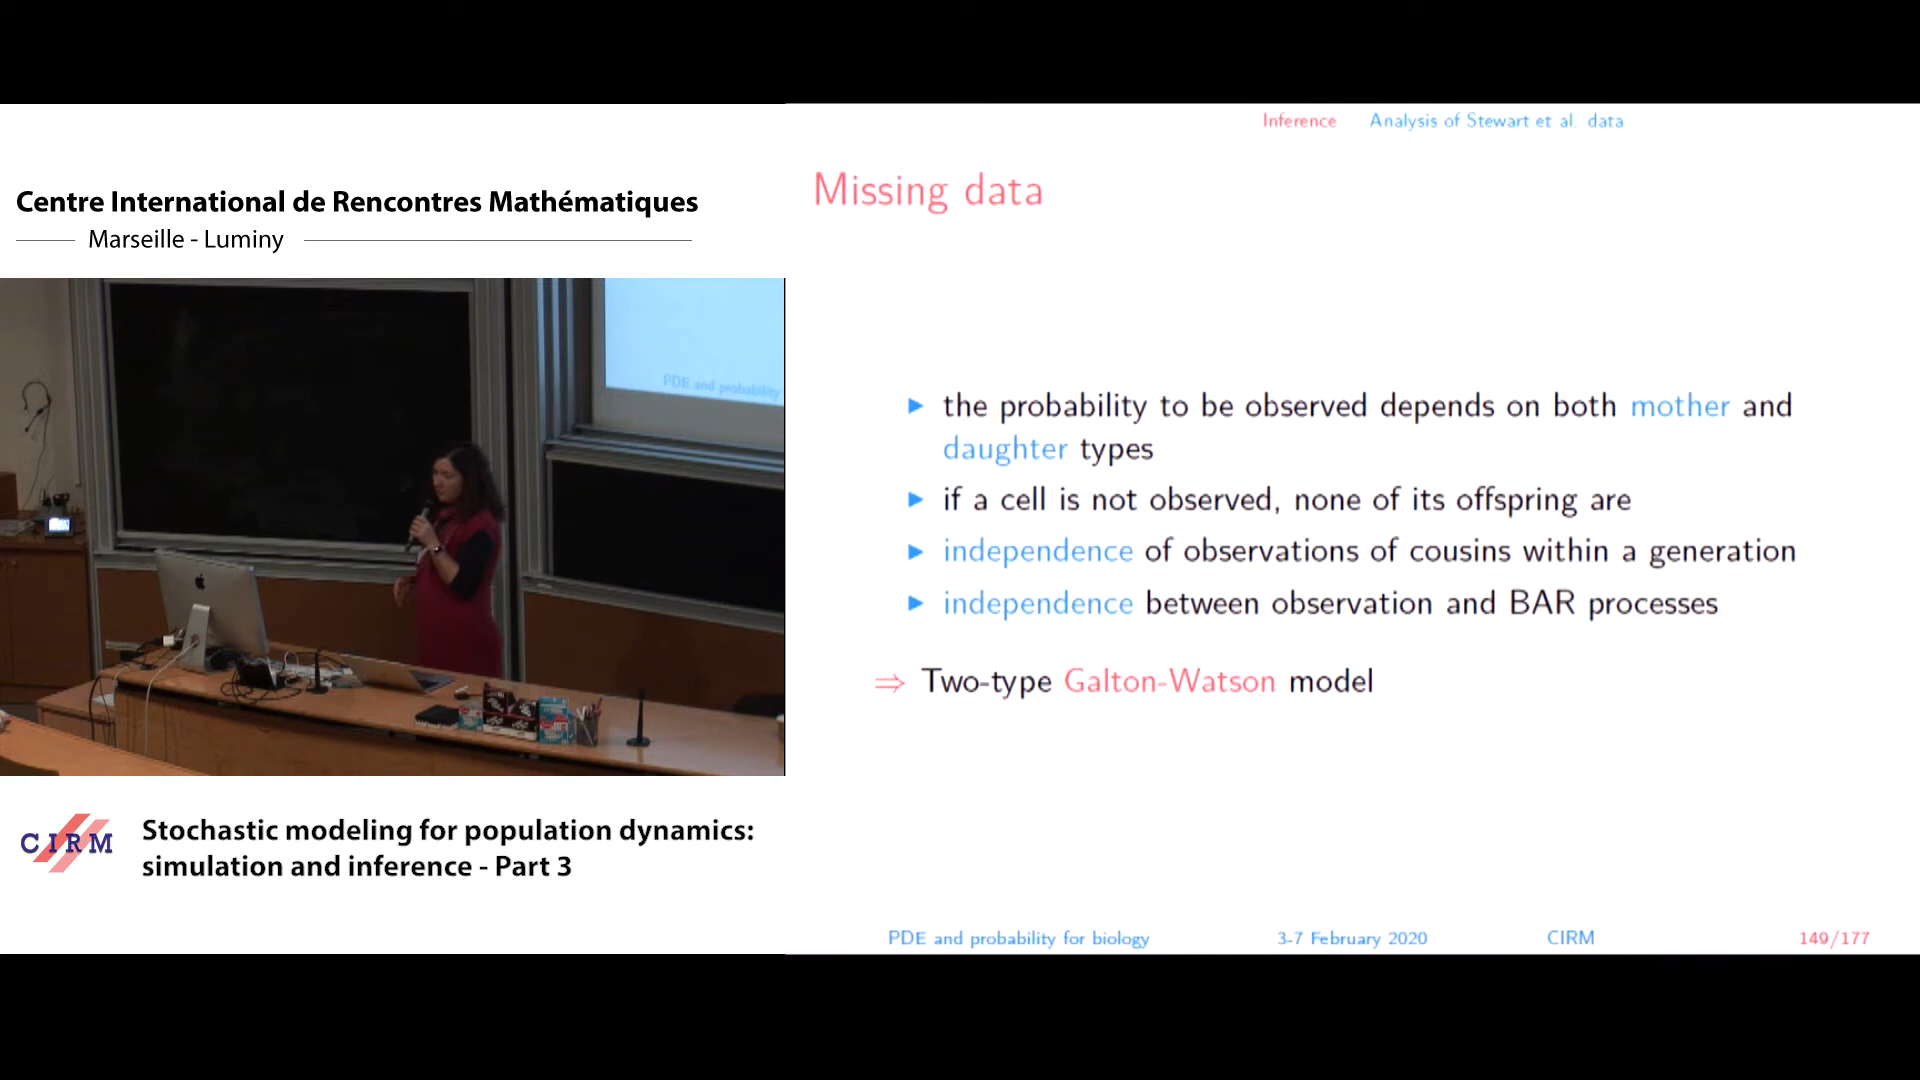 Centre International de Rencontres Mathématiques
Marseille - Luminy
PDE and probability
CIRM
Stochastic modeling for population dynamics:
simulation and inference - Part 3
Inference Analysis of Stewart et al. data
Missing data
▶ the probability to be observed depends on both mother and
daughter types
▶ if a cell is not observed, none of its offspring are
▶ independence of observations of cousins within a generation
▶ independence between observation and BAR processes
⇒ Two-type Galton-Watson model
PDE and probability for biology 3-7 February 2020 CIRM 149/177